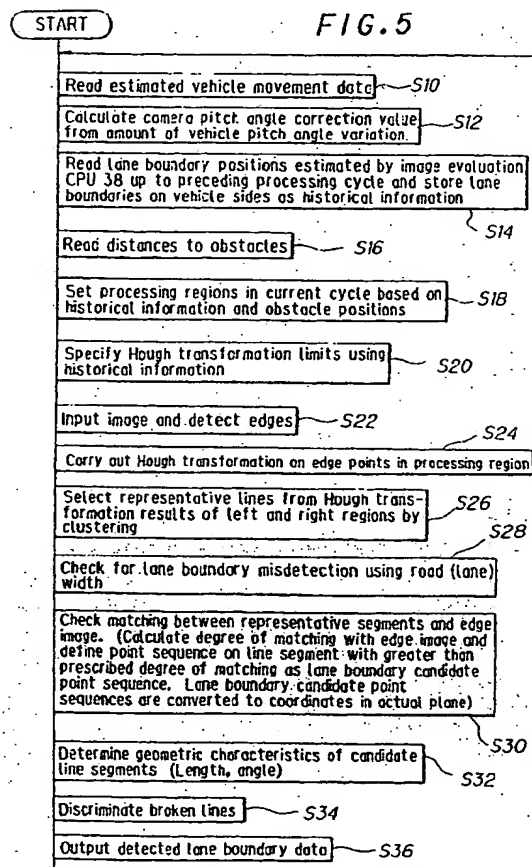 START
FIG.5
Read estimated vehicle movement data
S10
Calculate camera pitch angle correction value
from amount of vehicle pitch angle variation.
S12
Read lane boundary positions estimated by image evaluation
CPU 38 up to preceding processing cycle and store lane
boundaries on vehicle sides as historical information
S14
Read distances to obstacles
S16
Set processing regions in current cycle based on
historical information and obstacle positions
S18
Specify Hough transformation limits using
historical information
S20
Input image and detect edges
S22
S24
Carry out Hough transformation on edge points in processing region
Select representative lines from Hough trans-
formation results of left and right regions by
clustering
S26
S28
Check for lane boundary misdetection using road (lane)
width
Check matching between representative segments and edge
image. (Calculate degree of matching with edge image and
define point sequence on line segment with greater than
prescribed degree of matching as lane boundary candidate
point sequence. Lane boundary candidate point
sequences are converted to coordinates in actual plane)
S30
Determine geometric characteristics of candidate
line segments (Length, angle)
S32
Discriminate broken lines
S34
Output detected lane boundary data
S36